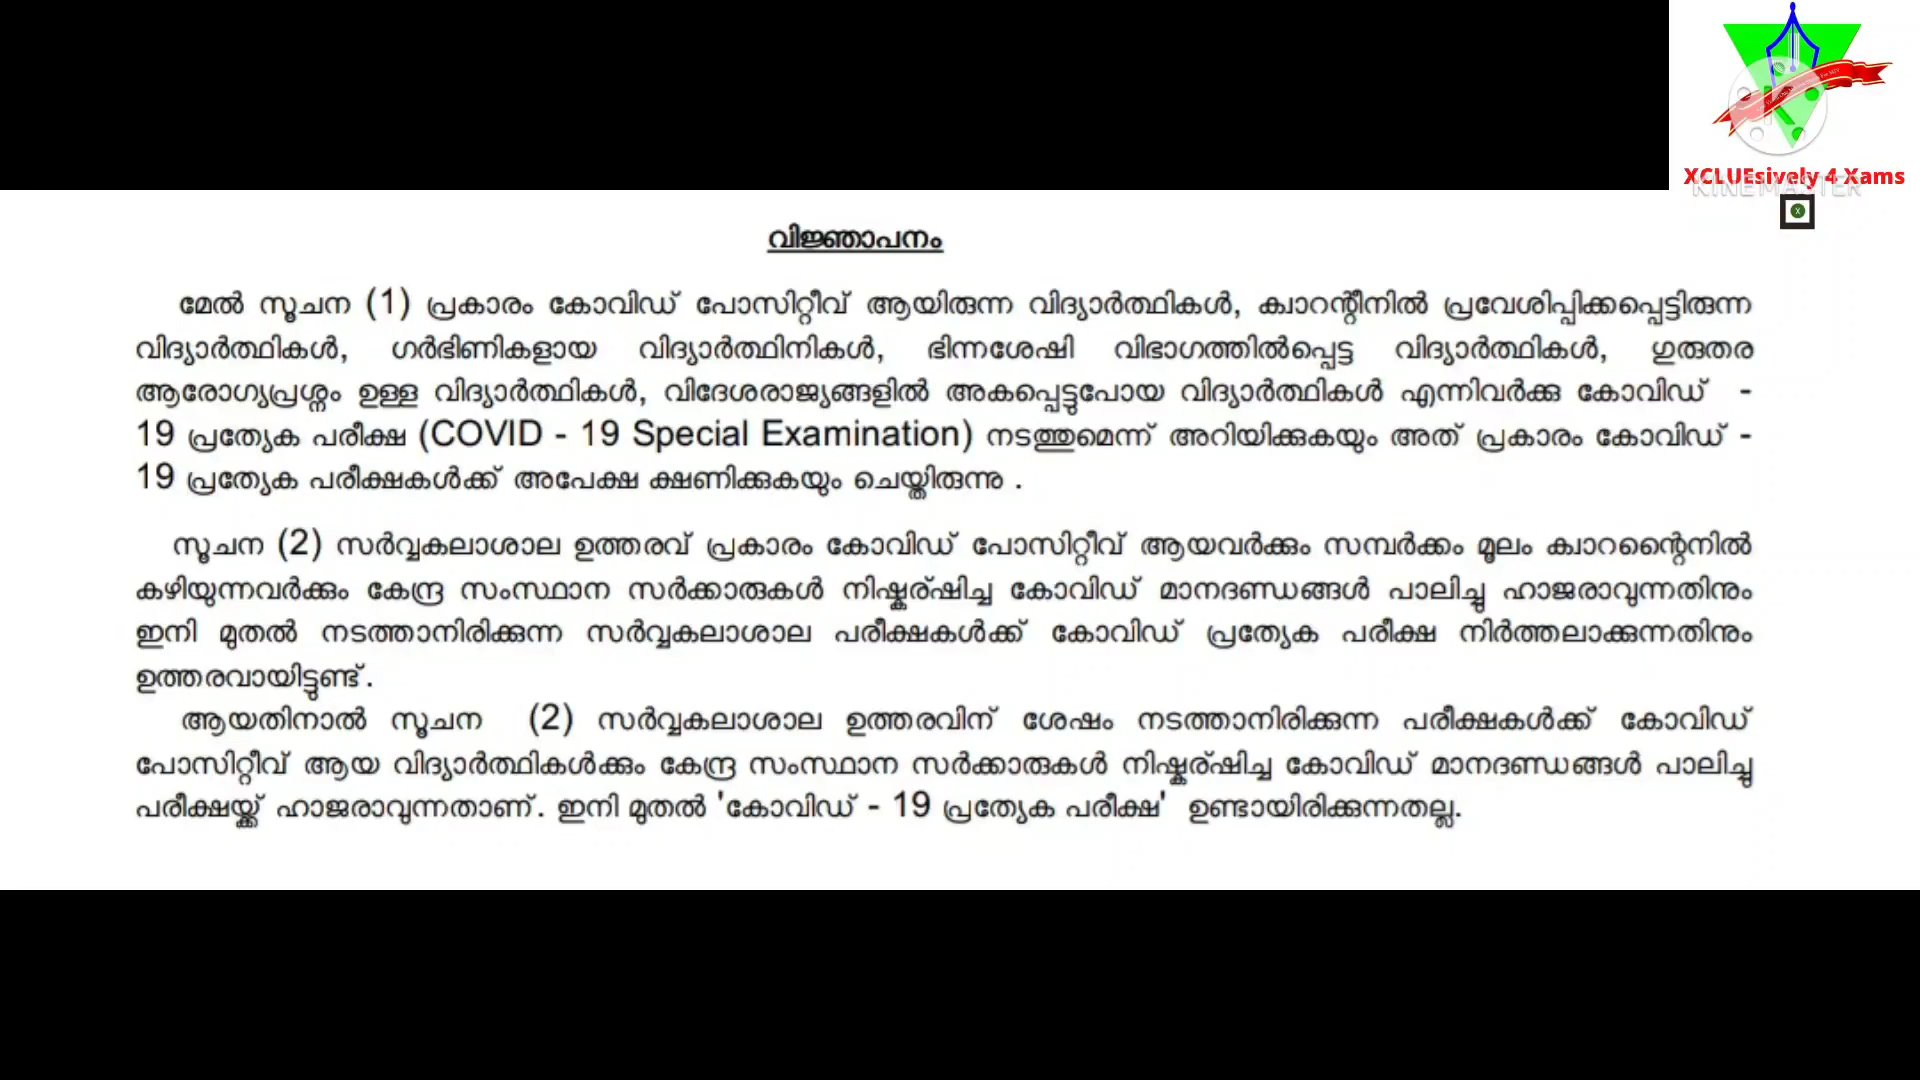 XCLUEsively 4 Xams
KINEMASTER
വിജ്ഞാപനം
മേൽ സൂചന (1) പ്രകാരം കോവിഡ് പോസിറ്റീവ് ആയിരുന്ന വിദ്യാർത്ഥികൾ, ക്വാറന്റീനിൽ പ്രവേശിപ്പിക്കപ്പെട്ടിരുന്ന
വിദ്യാർത്ഥികൾ, ഗർഭിണികളായ വിദ്യാർത്ഥിനികൾ, ഭിന്നശേഷി വിഭാഗത്തിൽപ്പെട്ട വിദ്യാർത്ഥികൾ, ഗുരുതര
ആരോഗ്യപ്രശ്നം ഉള്ള വിദ്യാർത്ഥികൾ, വിദേശരാജ്യങ്ങളിൽ അകപ്പെട്ടുപോയ വിദ്യാർത്ഥികൾ എന്നിവർക്കു കോവിഡ് -
19 പ്രത്യേക പരീക്ഷ (COVID - 19 Special Examination) നടത്തുമെന്ന് അറിയിക്കുകയും അത് പ്രകാരം കോവിഡ് -
19 പ്രത്യേക പരീക്ഷകൾക്ക് അപേക്ഷ ക്ഷണിക്കുകയും ചെയ്തിരുന്നു .
സൂചന (2) സർവ്വകലാശാല ഉത്തരവ് പ്രകാരം കോവിഡ് പോസിറ്റീവ് ആയവർക്കും സമ്പർക്കം മൂലം ക്വാറന്റൈനിൽ
കഴിയുന്നവർക്കും കേന്ദ്ര സംസ്ഥാന സർക്കാരുകൾ നിഷ്കര്ഷിച്ച കോവിഡ് മാനദണ്ഡങ്ങൾ പാലിച്ചു ഹാജരാവുന്നതിനും
ഇനി മുതൽ നടത്താനിരിക്കുന്ന സർവ്വകലാശാല പരീക്ഷകൾക്ക് കോവിഡ് പ്രത്യേക പരീക്ഷ നിർത്തലാക്കുന്നതിനും
ഉത്തരവായിട്ടുണ്ട്.
ആയതിനാൽ സൂചന (2) സർവ്വകലാശാല ഉത്തരവിന് ശേഷം നടത്താനിരിക്കുന്ന പരീക്ഷകൾക്ക് കോവിഡ്
പോസിറ്റീവ് ആയ വിദ്യാർത്ഥികൾക്കും കേന്ദ്ര സംസ്ഥാന സർക്കാരുകൾ നിഷ്കര്ഷിച്ച കോവിഡ് മാനദണ്ഡങ്ങൾ പാലിച്ചു
പരീക്ഷയ്ക്ക് ഹാജരാവുന്നതാണ്. ഇനി മുതൽ 'കോവിഡ് - 19 പ്രത്യേക പരീക്ഷ' ഉണ്ടായിരിക്കുന്നതല്ല.